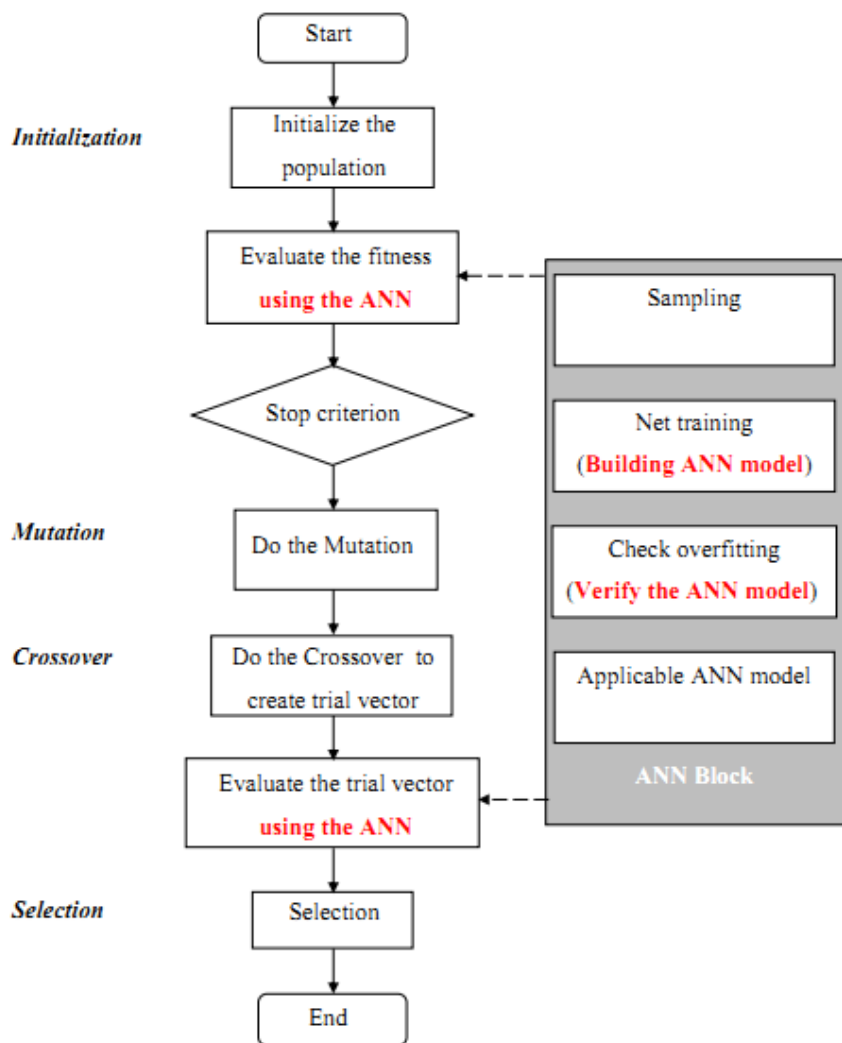 Start
Initialization
Initialize the
population
Evaluate the fitness
using the ANN
Stop criterion
Mutation
Do the Mutation
Crossover
Do the Crossover to
create trial vector
Evaluate the trial vector
using the ANN
Selection
Selection
End
Sampling
Net training
(Building ANN model)
Check overfitting
(Verify the ANN model)
Applicable ANN model
ANN Block